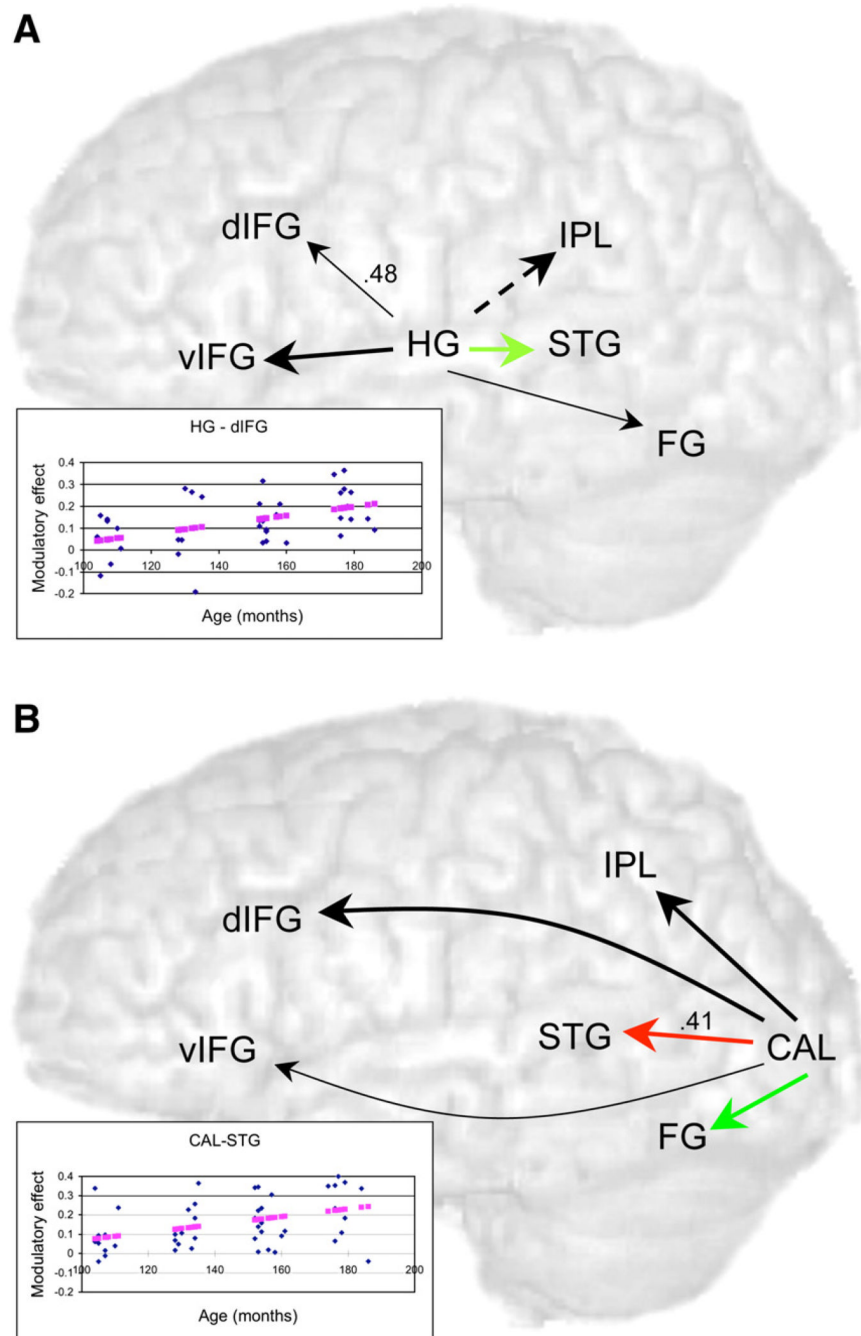 A
dIFG
IPL
.48
HG
STG
vIFG
FG
HG - dIFG
Modulatory effect
0.4
0.3
0.2
0.1
0
-0.1
-0.2
100 120 140 160 180 200
Age (months)
B
IPL
dIFG
.41
STG
CAL
vIFG
FG
CAL-STG
Modulatory effect
0.4
0.3
0.2
0.1
0
-0.1
-0.2
100 120 140 160 180 200
Age (months)